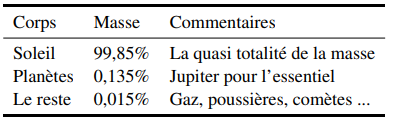 Corps Masse Commentaires
Soleil 99,85% La quasi totalité de la masse
Planètes 0,135% Jupiter pour l’essentiel
Le reste 0,015% Gaz, poussières, comètes ...